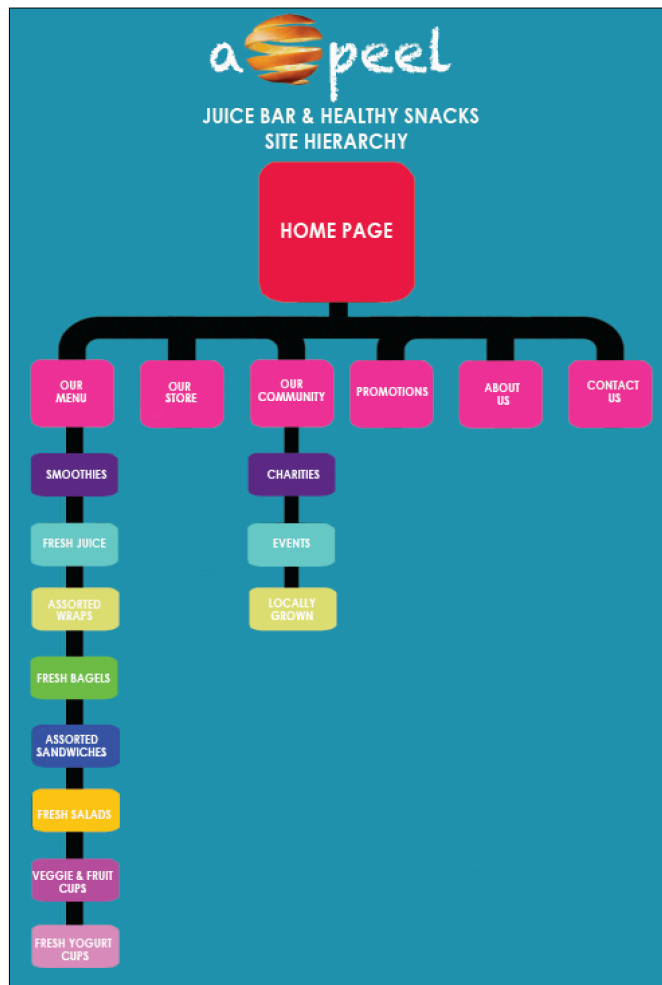 a peel
JUICE BAR & HEALTHY SNACKS
SITE HIERARCHY
HOME PAGE
OUR
MENU
OUR
STORE
OUR
COMMUNITY
PROMOTIONS
ABOUT
US
CONTACT
US
SMOOTHIES
FRESH JUICE
ASSORTED
WRAPS
FRESH BAGELS
ASSORTED
SANDWICHES
FRESH SALADS
VEGGIE & FRUIT
CUPS
FRESH YOGURT
CUPS
CHARITIES
EVENTS
LOCALLY
GROWN